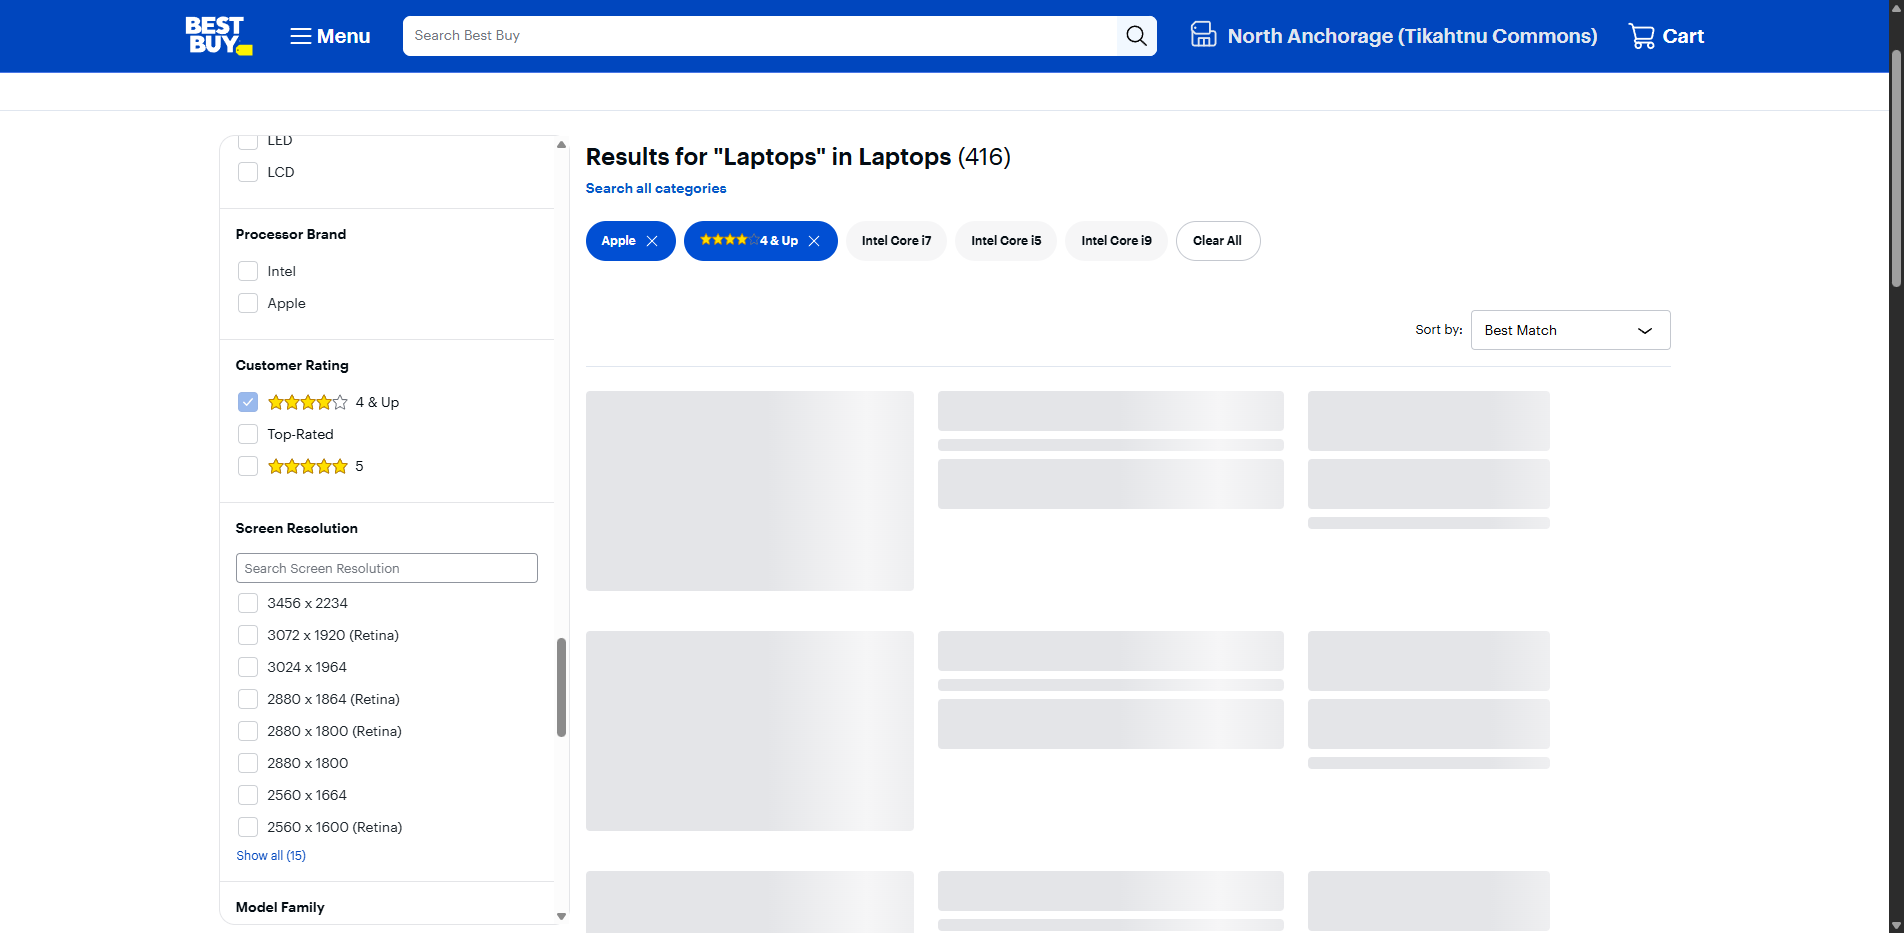 BEST
BUY
Menu
Search Best Buy
North Anchorage (Tikahtnu Commons)
Cart
LED
LCD
Processor Brand
Intel
Apple
Customer Rating
4 & Up
Top-Rated
5
Screen Resolution
Search Screen Resolution
3456 x 2234
3072 x 1920 (Retina)
3024 x 1964
2880 x 1864 (Retina)
2880 x 1800 (Retina)
2880 x 1800
2560 x 1664
2560 x 1600 (Retina)
Show all (15)
Model Family
Results for "Laptops" in Laptops (416)
Search all categories
Apple
4 & Up
Intel Core i7
Intel Core i5
Intel Core i9
Clear All
Sort by:
Best Match